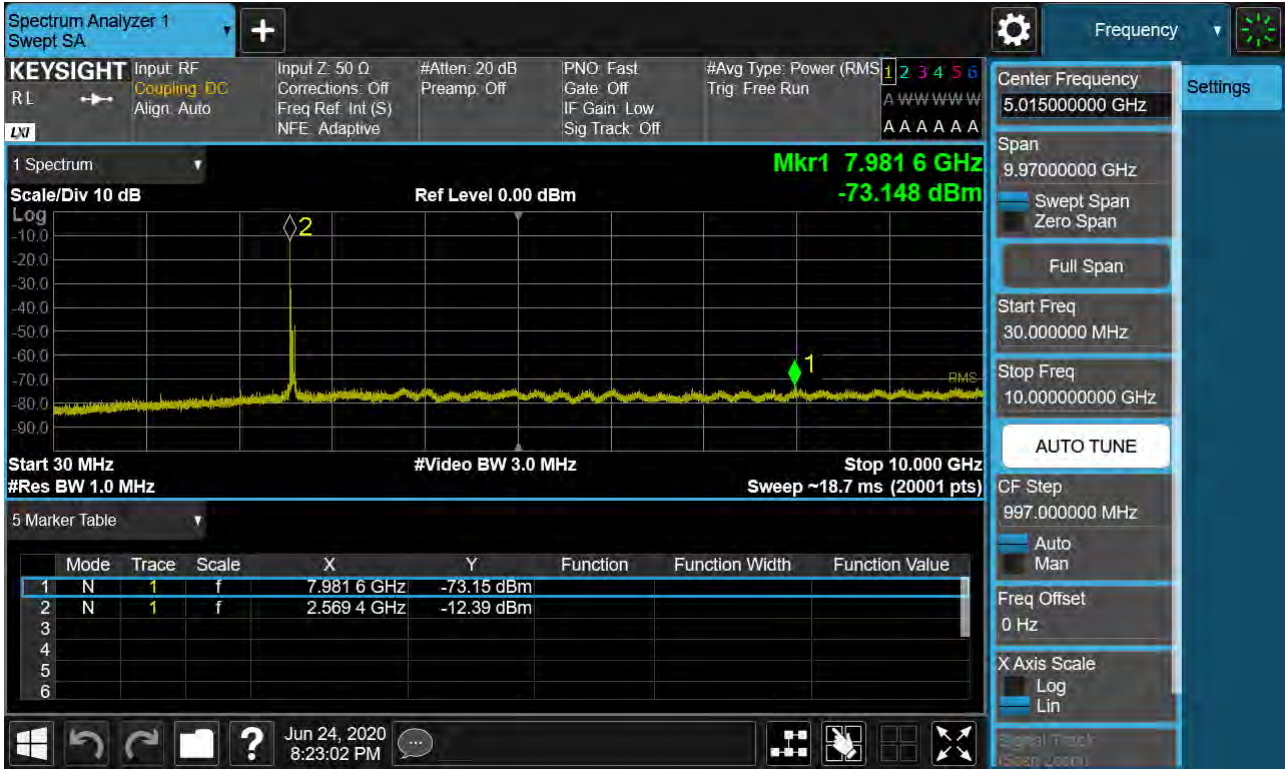 Spectrum Analyzer 1
Swept SA
+
Frequency
KEYSIGHT
RL
LXI
Input: RF
Coupling: DC
Align: Auto
Input Z: 50 Ω
Corrections: Off
Freq Ref: Int (S)
NFE: Adaptive
#Atten: 20 dB
Preamp: Off
PNO: Fast
Gate: Off
IF Gain: Low
Sig Track: Off
#Avg Type: Power (RMS
Trig: Free Run
1 2 3 4 5 6
A W W W W W
A A A A A A
1 Spectrum
Mkr1 7.981 6 GHz
Scale/Div 10 dB
Ref Level 0.00 dBm
-73.148 dBm
Log
-10.0
-20.0
-30.0
-40.0
-50.0
-60.0
-70.0
-80.0
-90.0
2
1
RMS
Start 30 MHz
#Video BW 3.0 MHz
Stop 10.000 GHz
#Res BW 1.0 MHz
Sweep ~18.7 ms (20001 pts)
5 Marker Table
Mode Trace Scale X Y Function Function Width Function Value
1 N 1 f 7.981 6 GHz -73.15 dBm
2 N 1 f 2.569 4 GHz -12.39 dBm
3
4
5
6
Center Frequency
5.015000000 GHz
Settings
Span
9.97000000 GHz
Swept Span
Zero Span
Full Span
Start Freq
30.000000 MHz
Stop Freq
10.000000000 GHz
AUTO TUNE
CF Step
997.000000 MHz
Auto
Man
Freq Offset
0 Hz
X Axis Scale
Log
Lin
Signal Track
(Span Zoom)
?
Jun 24, 2020
8:23:02 PM